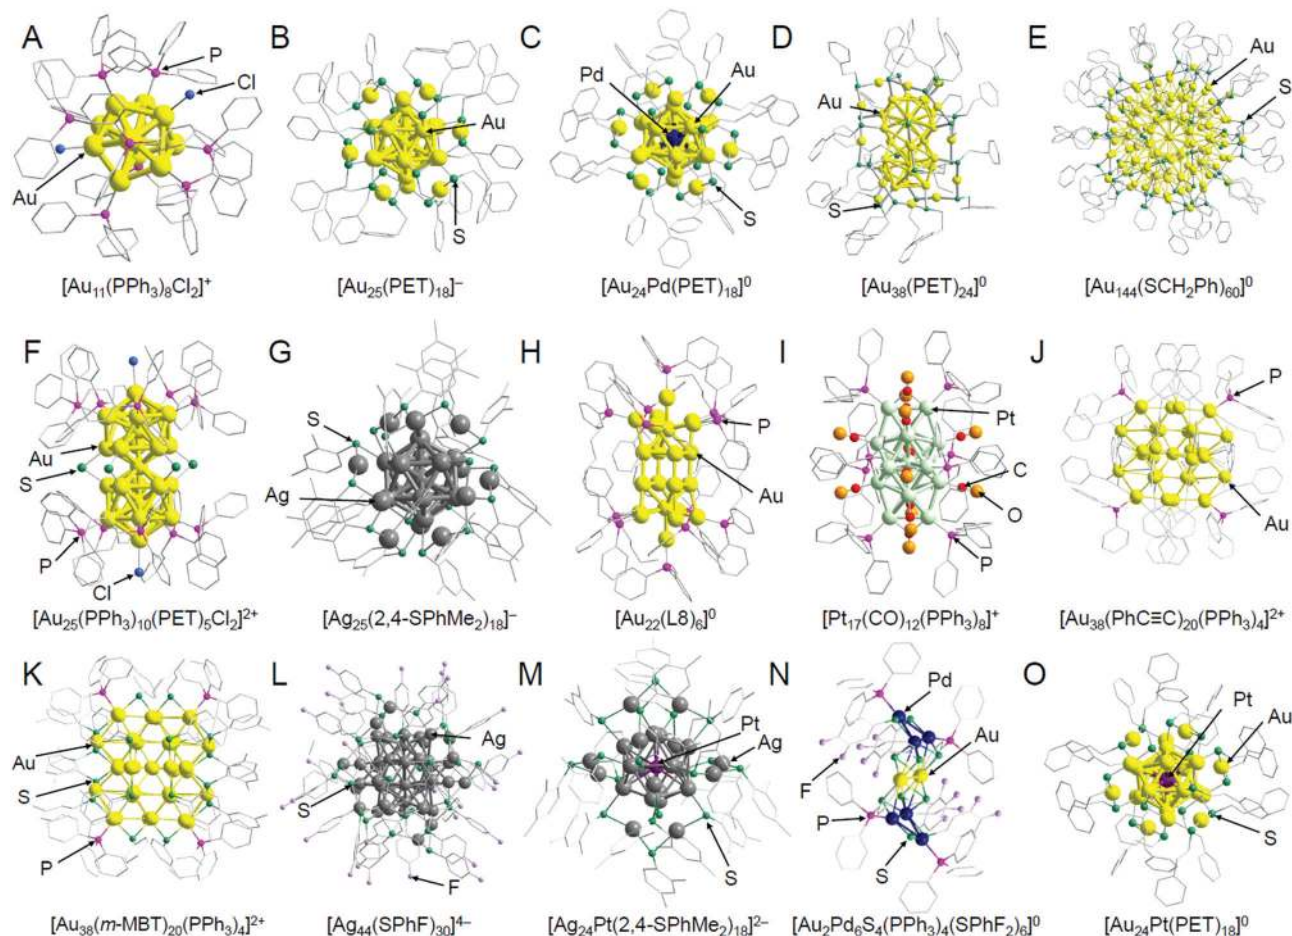 A
P
Cl
Au
[Au₁₁(PPh₃)₈Cl₂]⁺
B
Au
S
[Au₂₅(PET)₁₈]⁻
C
Pd
Au
S
[Au₂₄Pd(PET)₁₈]⁰
D
Au
S
[Au₃₈(PET)₂₄]⁰
E
Au
S
[Au₁₄₄(SCH₂Ph)₆₀]⁰
F
Au
S
P
Cl
[Au₂₅(PPh₃)₁₀(PET)₅Cl₂]²⁺
G
S
Ag
[Ag₂₅(2,4-SPhMe₂)₁₈]⁻
H
P
Au
[Au₂₂(L8)₆]⁰
I
Pt
C
O
P
[Pt₁₇(CO)₁₂(PPh₃)₈]⁺
J
P
Au
[Au₃₈(PhC≡C)₂₀(PPh₃)₄]²⁺
K
Au
S
P
[Au₃₈(m-MBT)₂₀(PPh₃)₄]²⁺
L
Ag
S
F
[Ag₄₄(SPhF)₃₀]⁴⁻
M
Pt
Ag
S
[Ag₂₄Pt(2,4-SPhMe₂)₁₈]²⁻
N
Pd
Au
F
P
S
[Au₂Pd₆S₄(PPh₃)₄(SPhF₂)₆]⁰
O
Pt
Au
S
[Au₂₄Pt(PET)₁₈]⁰